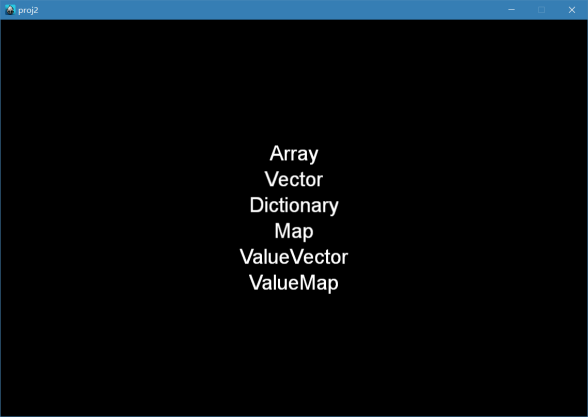 proj2
Array
Vector
Dictionary
Map
ValueVector
ValueMap